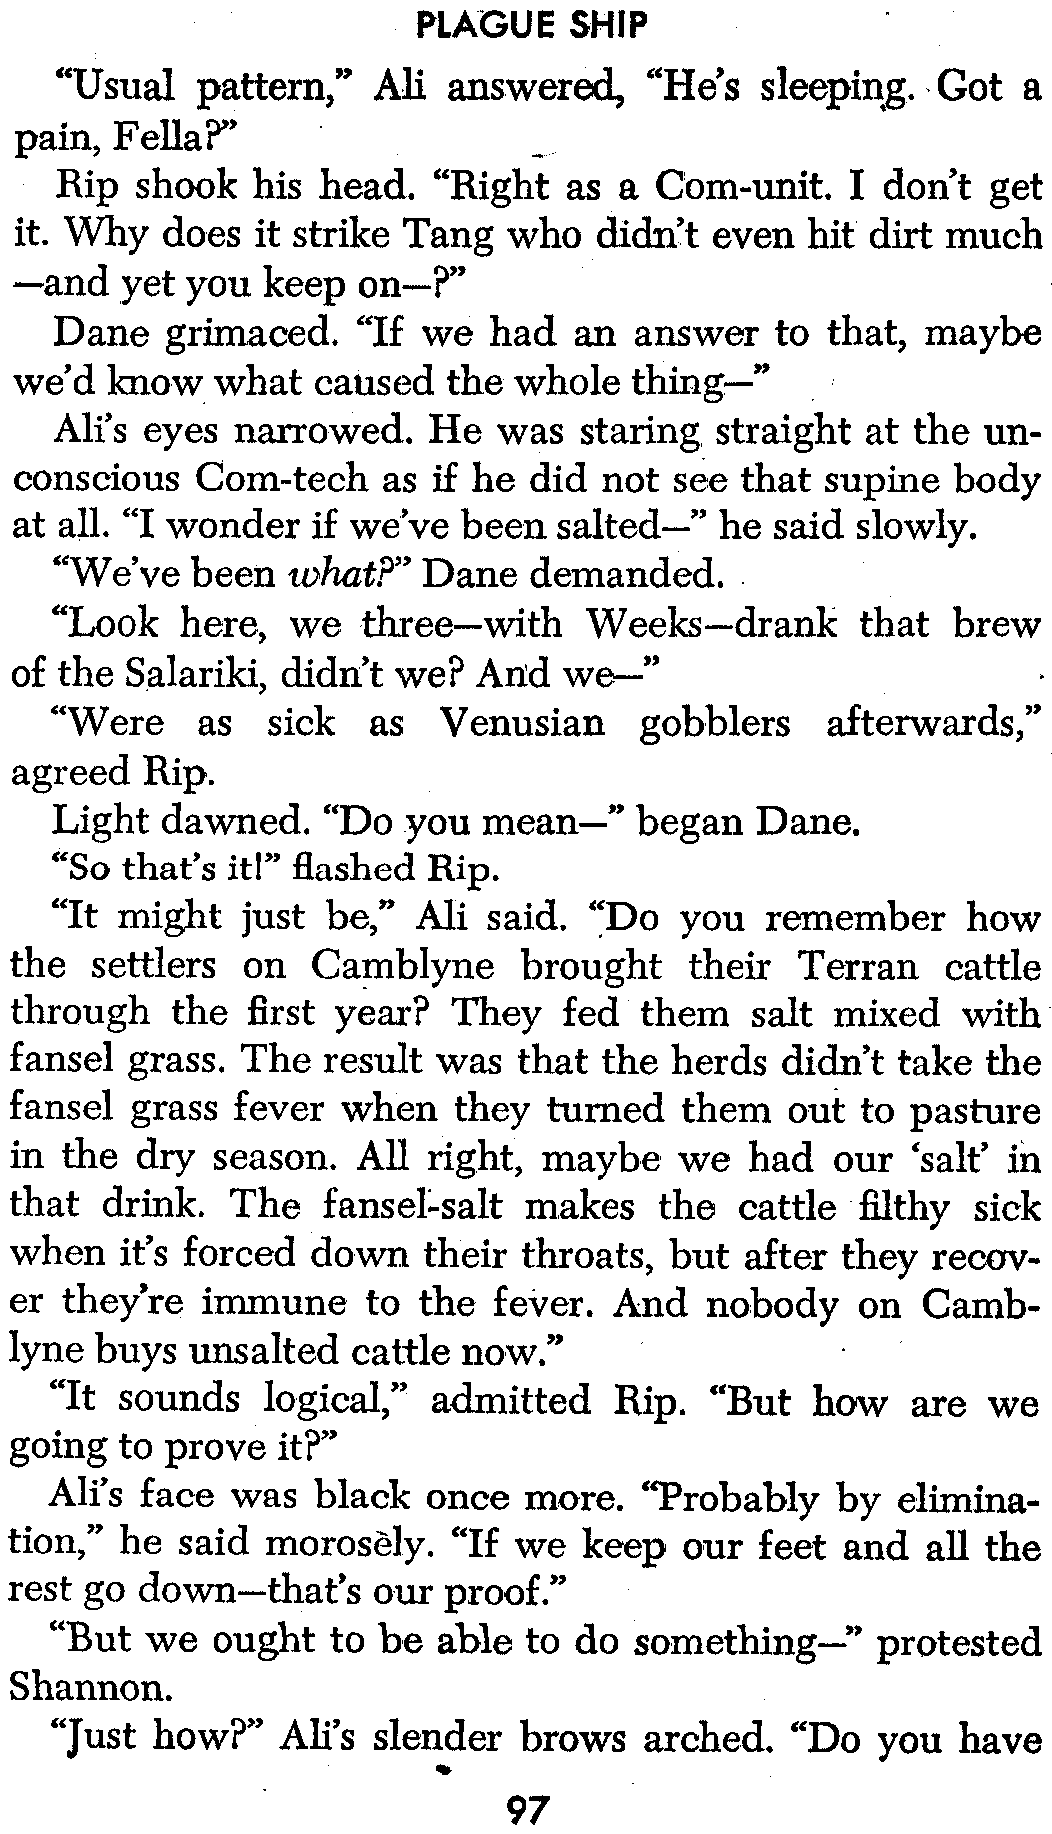 PLAGUE SHIP
“Usual pattern,” Ali answered, “He’s sleeping. Got a
pain, Fella?”
Rip shook his head. “Right as a Com-unit. I don’t get
it. Why does it strike Tang who didn’t even hit dirt much
—and yet you keep on—?”
Dane grimaced. “If we had an answer to that, maybe
we’d know what caused the whole thing—”
Ali’s eyes narrowed. He was staring straight at the un-
conscious Com-tech as if he did not see that supine body
at all. “I wonder if we’ve been salted—” he said slowly.
“We’ve been what?” Dane demanded.
“Look here, we three—with Weeks—drank that brew
of the Salariki, didn’t we? And we—”
“Were as sick as Venusian gobblers afterwards,”
agreed Rip.
Light dawned. “Do you mean—” began Dane.
“So that’s it!” flashed Rip.
“It might just be,” Ali said. “Do you remember how
the settlers on Camblyne brought their Terran cattle
through the first year? They fed them salt mixed with
fansel grass. The result was that the herds didn’t take the
fansel grass fever when they turned them out to pasture
in the dry season. All right, maybe we had our ‘salt’ in
that drink. The fansel-salt makes the cattle filthy sick
when it’s forced down their throats, but after they recov-
er they’re immune to the fever. And nobody on Camb-
lyne buys unsalted cattle now.”
“It sounds logical,” admitted Rip. “But how are we
going to prove it?”
Ali’s face was black once more. “Probably by elimina-
tion,” he said morosely. “If we keep our feet and all the
rest go down—that’s our proof.”
“But we ought to be able to do something—” protested
Shannon.
“Just how?” Ali’s slender brows arched. “Do you have
97